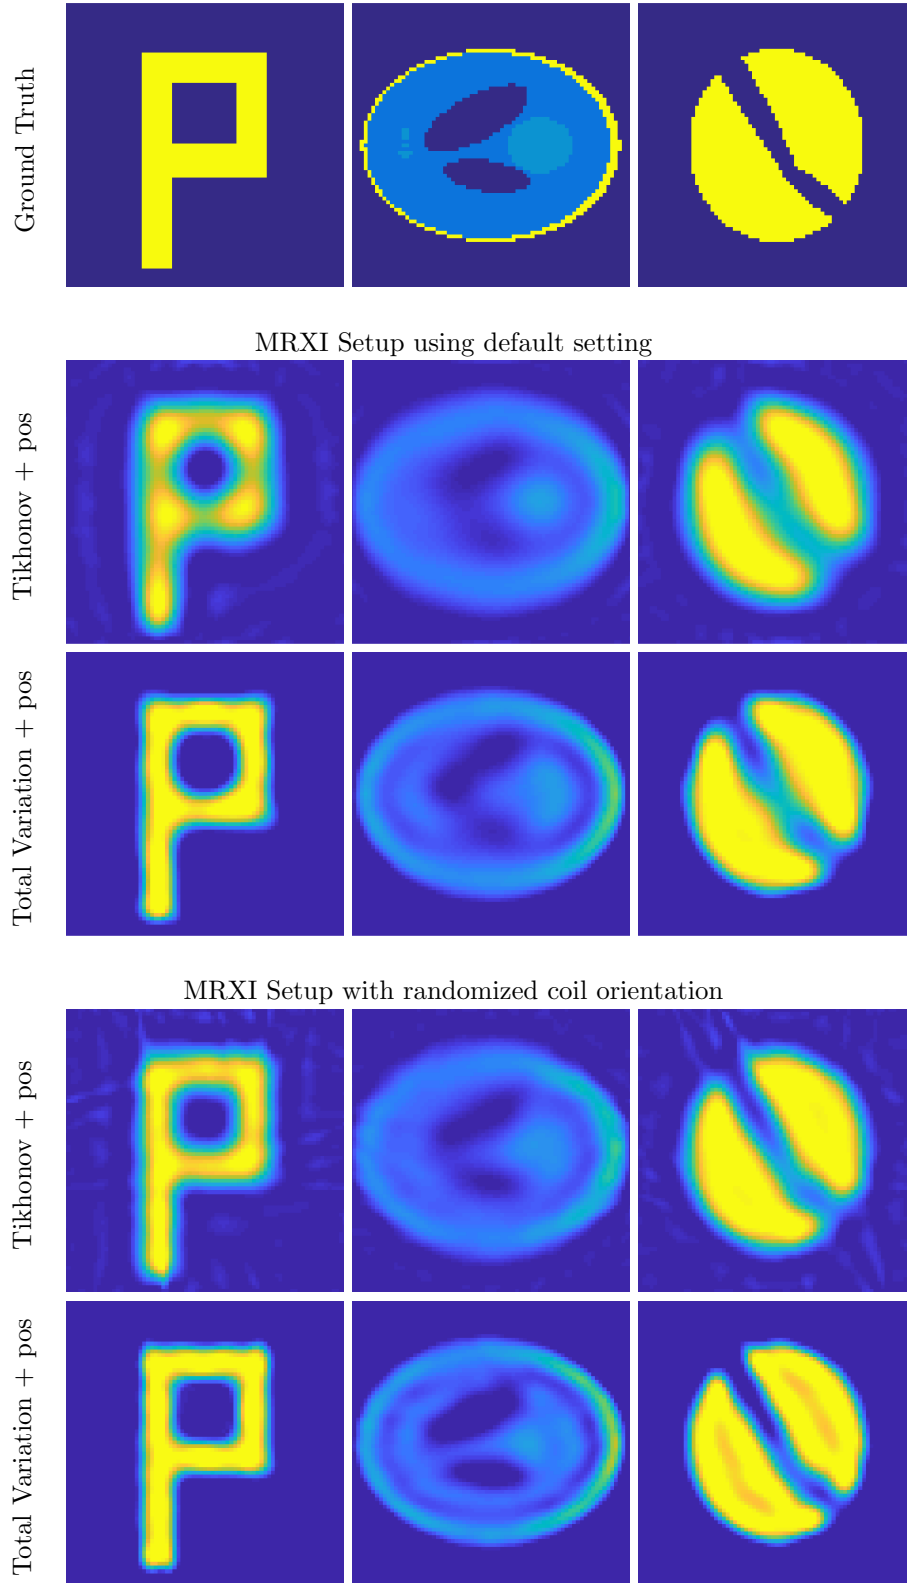 Ground Truth
MRXI Setup using default setting
Tikhonov + pos
Total Variation + pos
MRXI Setup with randomized coil orientation
Tikhonov + pos
Total Variation + pos